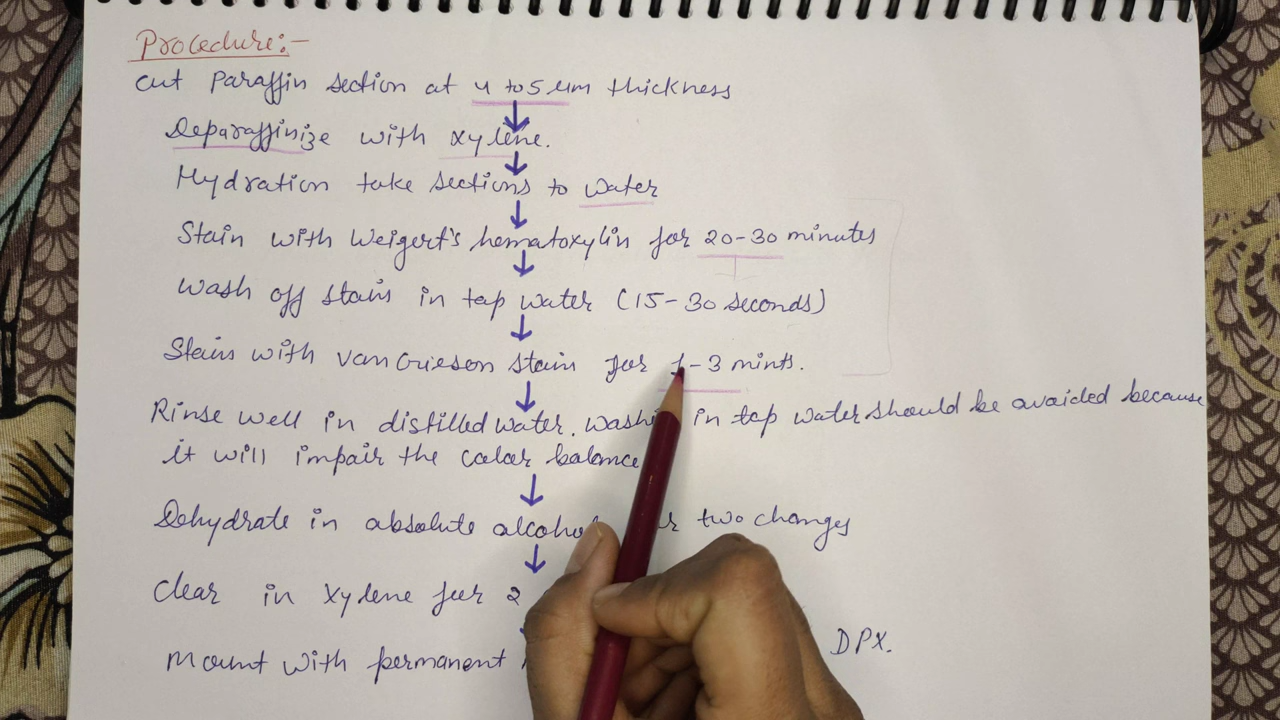 Procedure:-
Cut Paraffin section at 4 to 5 µm thickness
Deparaffinize with xylene.
Hydration take sections to water
Stain with Weigert's hematoxylin for 20-30 minutes
Wash off stain in tap water (15-30 seconds)
Stain with Van Grieson stain for 1-3 mints.
Rinse well in distilled water. in tap water should be avoided because
it will impair the color balance
Dehydrate in absolute alcohol two changes
Clear in Xylene for 2
Mount with permanent DPX.